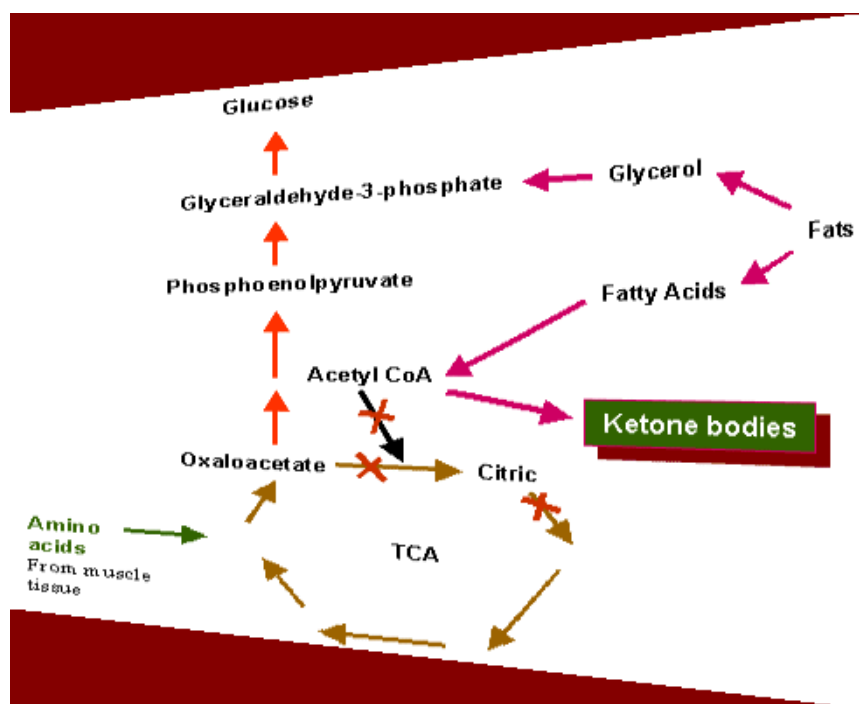 Glucose
Glyceraldehyde-3-phosphate
Glycerol
Fats
Phosphoenolpyruvate
Fatty Acids
Acetyl CoA
Ketone bodies
Oxaloacetate
Citric
Amino
acids
From muscle
tissue
TCA